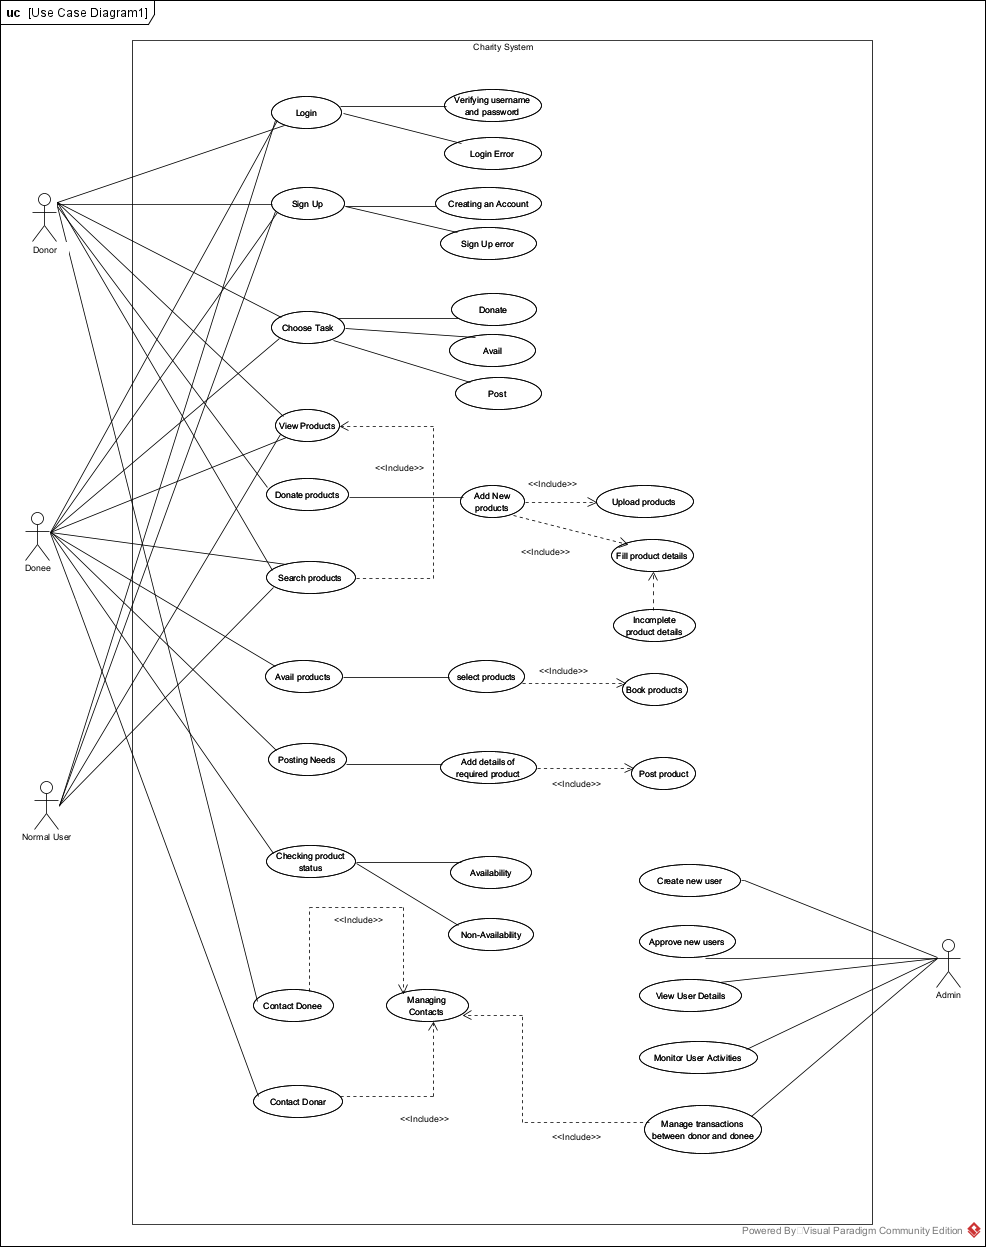 uc [Use Case Diagram1]
Charity System
Verifying username
and password
Login
Login Error
Sign Up
Creating an Account
Sign Up error
Donor
Donate
Choose Task
Avail
Post
View Products
<<Include>>
<<Include>>
Donate products
Add New
products
Upload products
<<Include>>
Fill product details
Donee
Search products
Incomplete
product details
<<Include>>
Avail products
select products
Book products
Posting Needs
Add details of
required product
Post product
<<Include>>
Normal User
Checking product
status
Availability
Create new user
<<Include>>
Non-Availability
Approve new users
Admin
View User Details
Contact Donee
Managing
Contacts
Monitor User Activities
Contact Donar
<<Include>>
Manage transactions
between donor and donee
<<Include>>
Powered By Visual Paradigm Community Edition